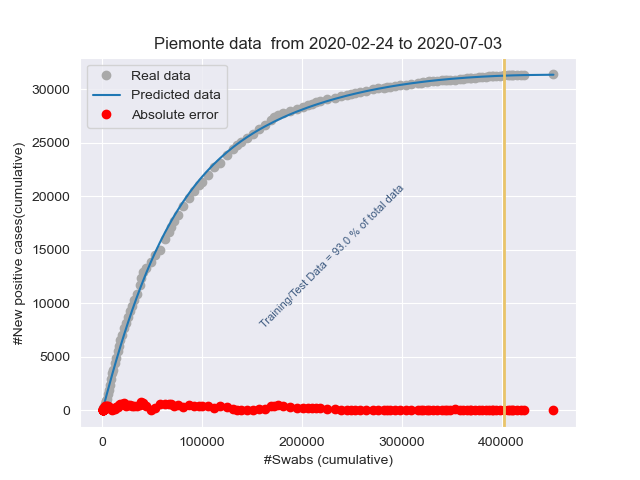 Piemonte data  from 2020-02-24 to 2020-07-03
Real data
Predicted data
Absolute error
#New positive cases(cumulative)
30000
25000
20000
15000
10000
5000
0
Training/Test Data = 93.0 % of total data
0
100000
200000
300000
400000
#Swabs (cumulative)